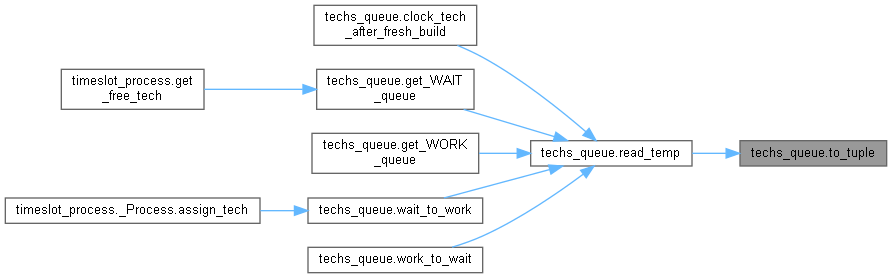 techs_queue.clock_tech
_after_fresh_build
timeslot_process.get
_free_tech
techs_queue.get_WAIT
_queue
techs_queue.get_WORK
_queue
techs_queue.read_temp
techs_queue.to_tuple
timeslot_process._Process.assign_tech
techs_queue.wait_to_work
techs_queue.work_to_wait